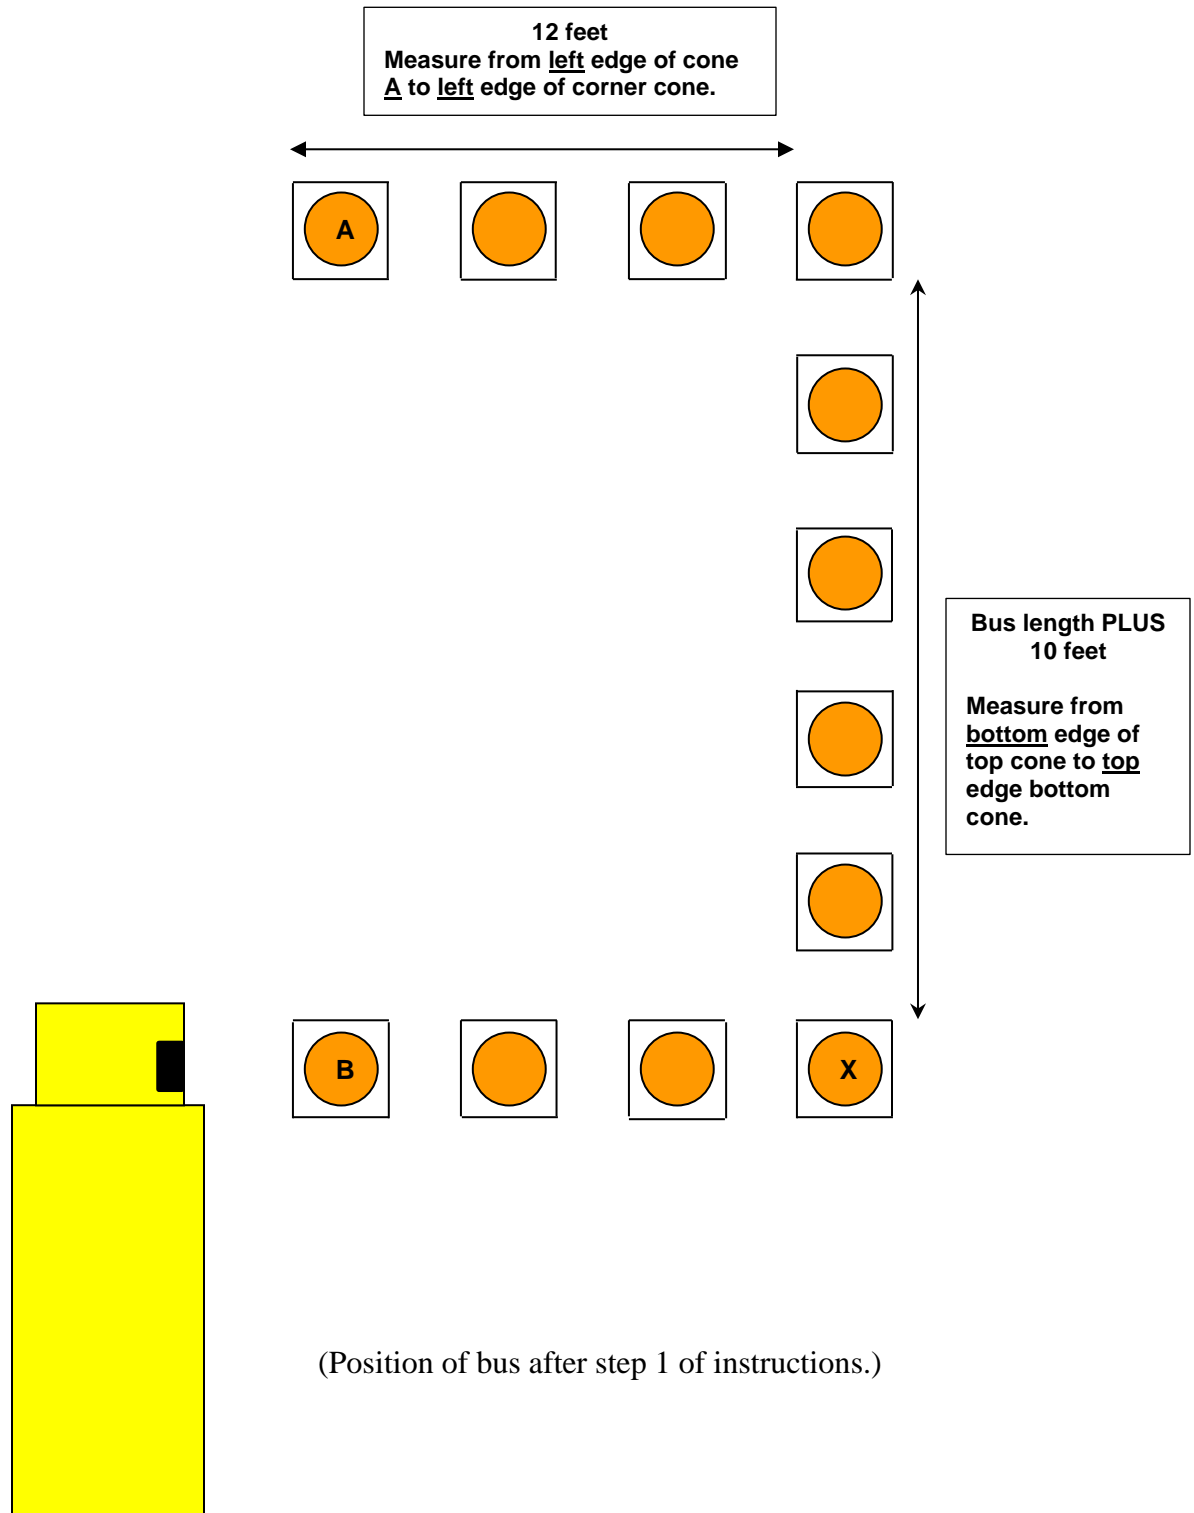 12 feet
Measure from left edge of cone
A to left edge of corner cone.
A
Bus length PLUS
10 feet
Measure from
bottom edge of
top cone to top
edge bottom
cone.
B
X
(Position of bus after step 1 of instructions.)